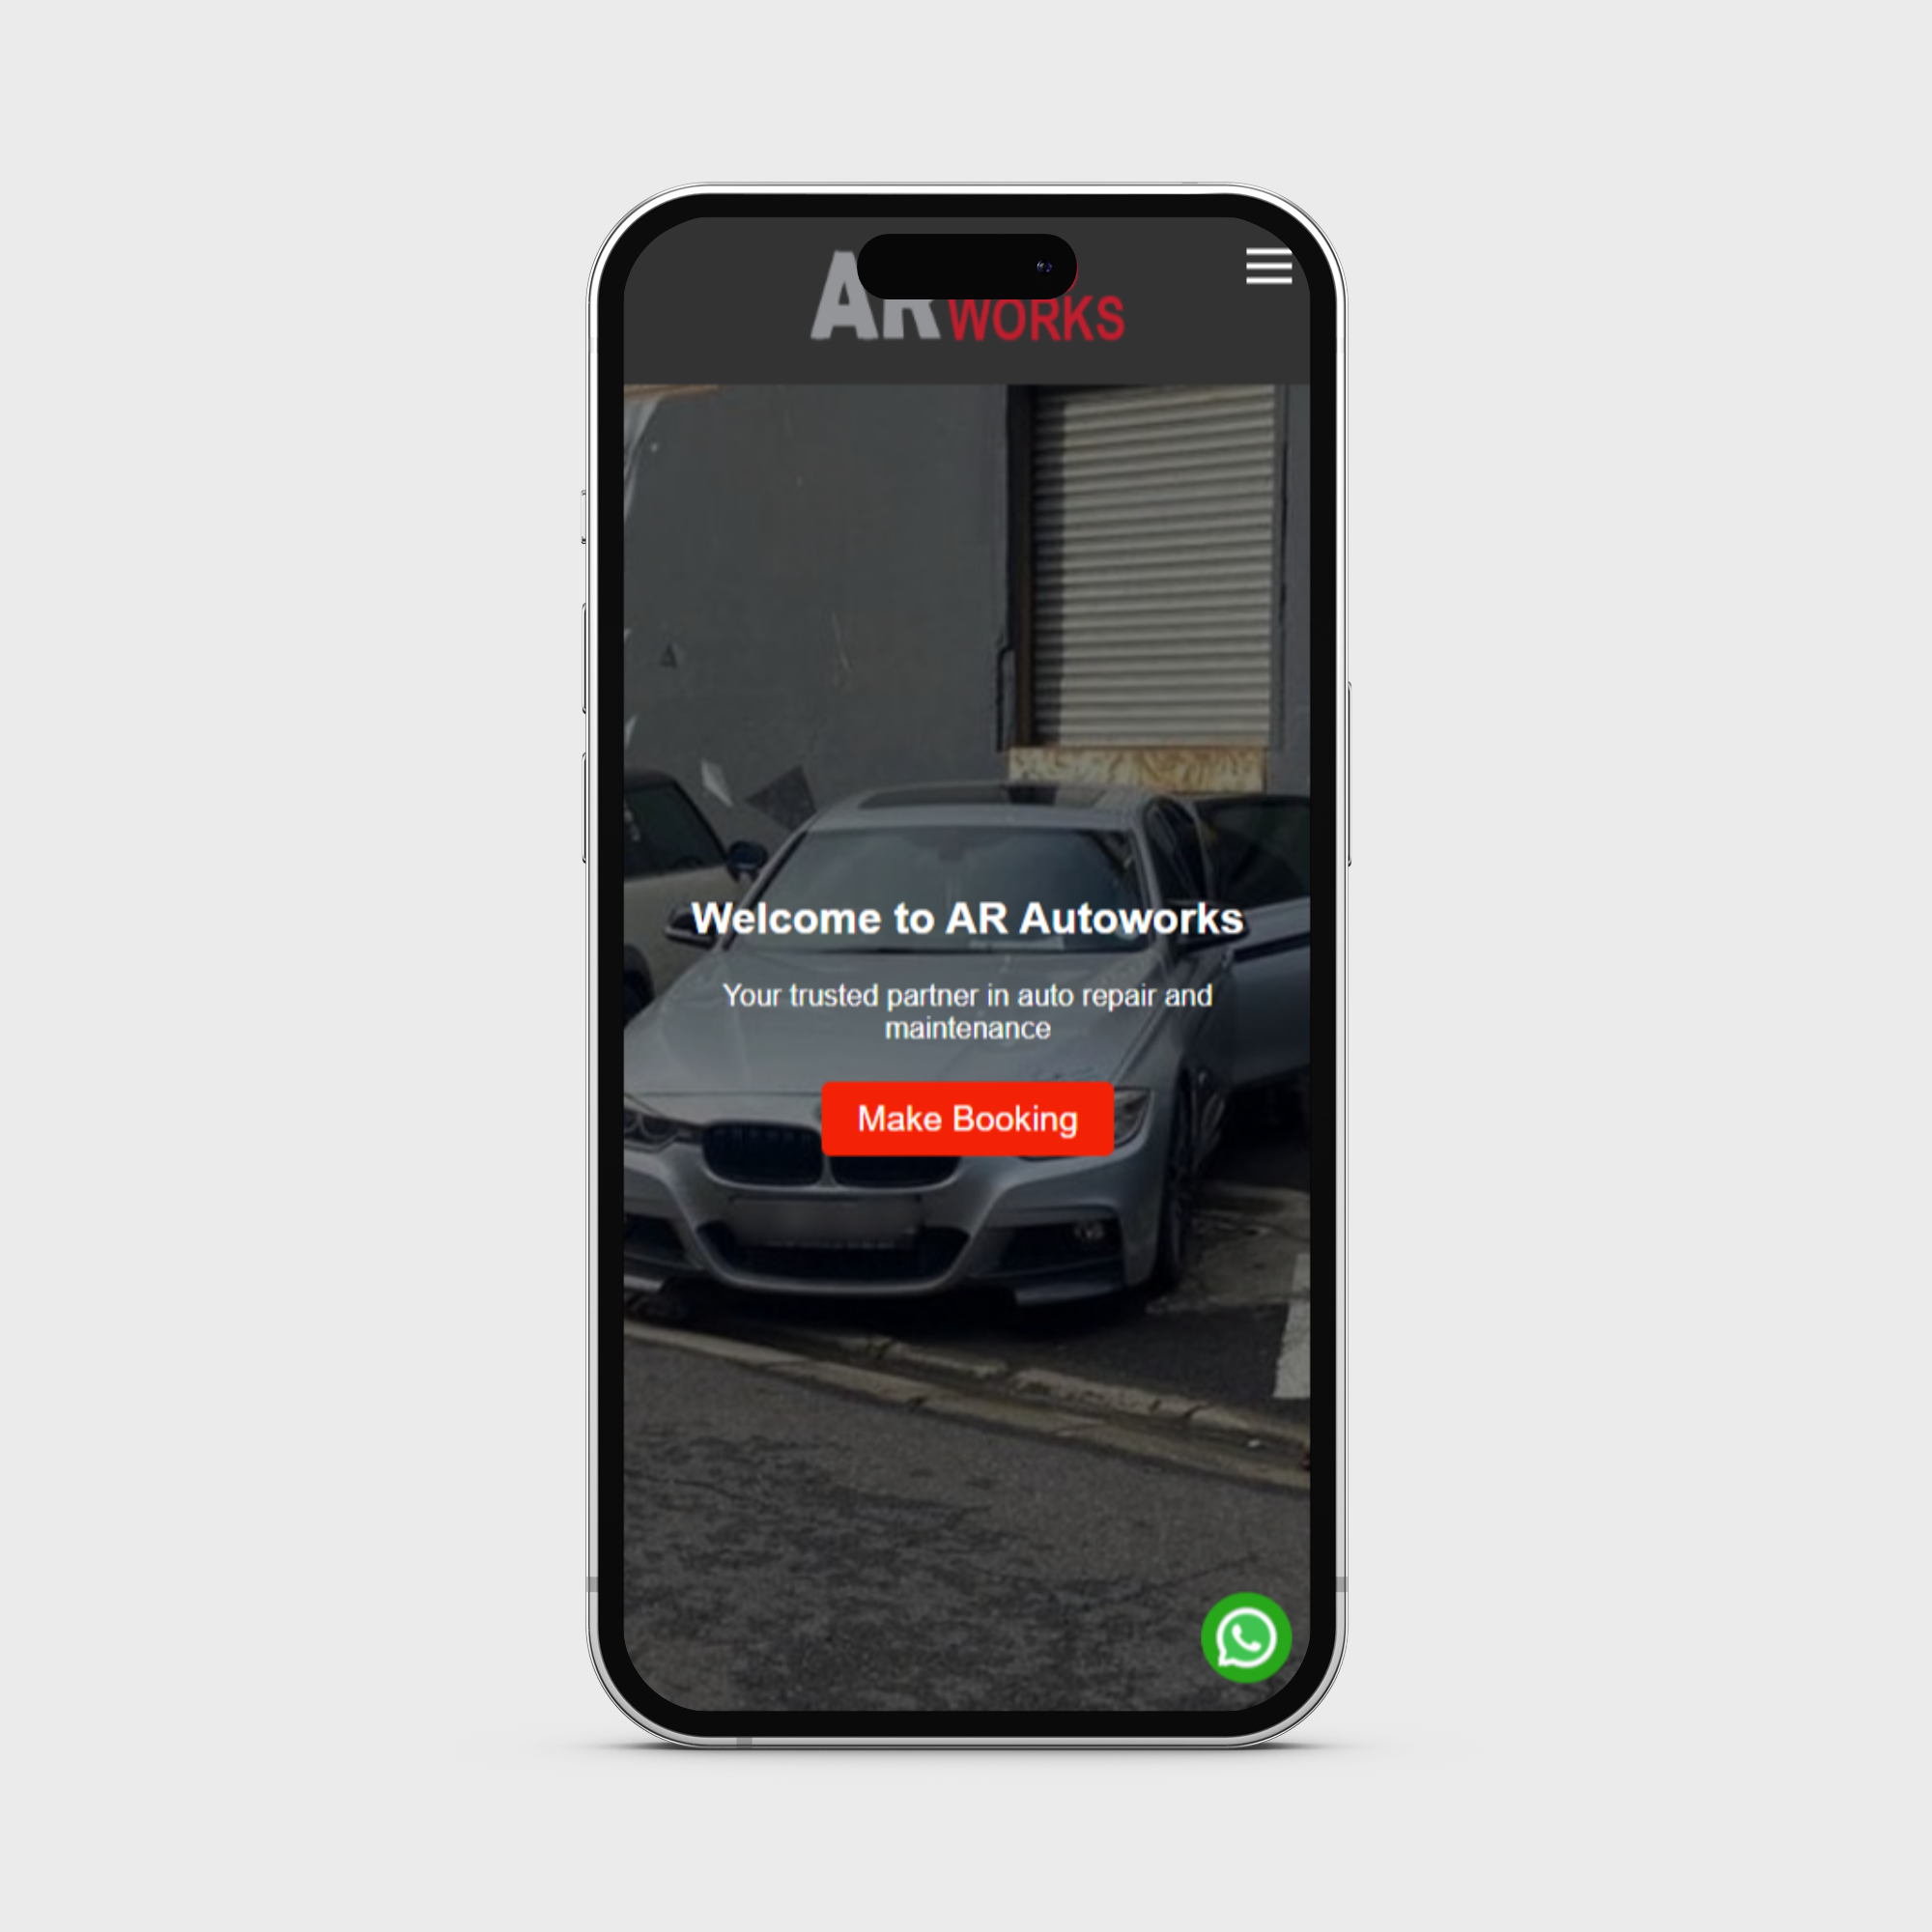 AR WORKS
Welcome to AR Autoworks
Your trusted partner in auto repair and
maintenance
Make Booking